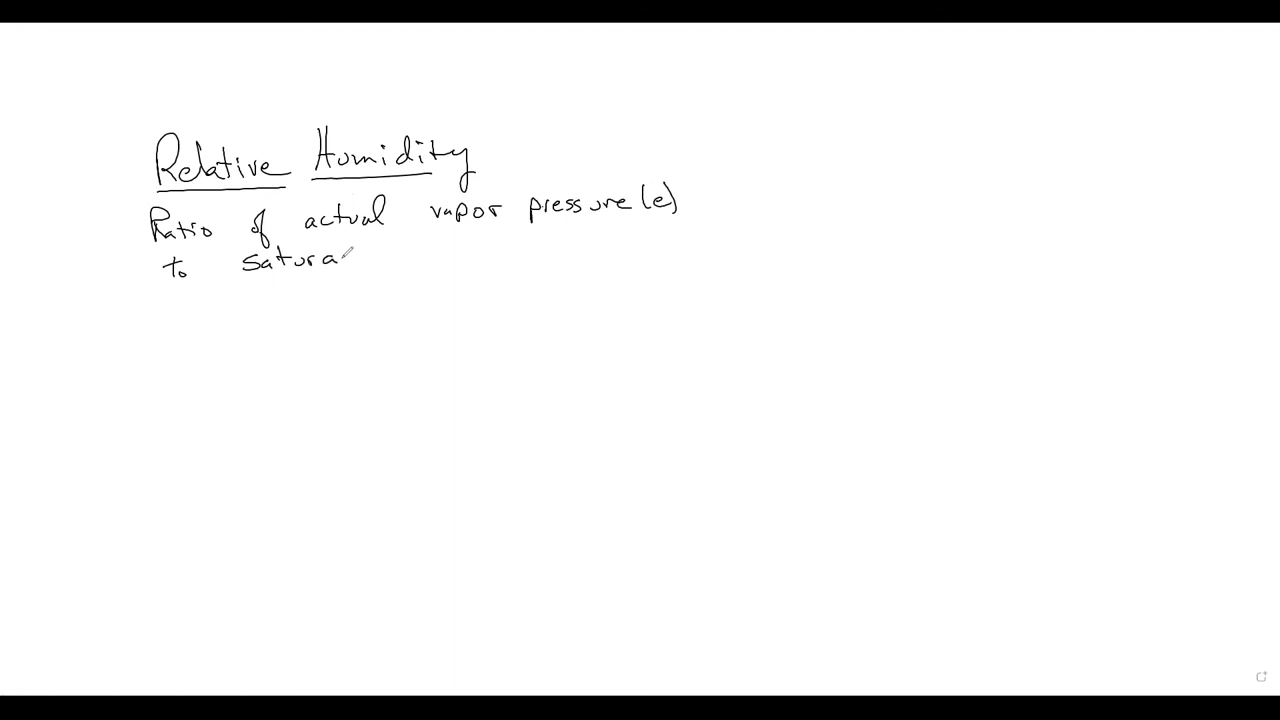 Relative Humidity
Ratio of actual vapor pressure (e)
to satura